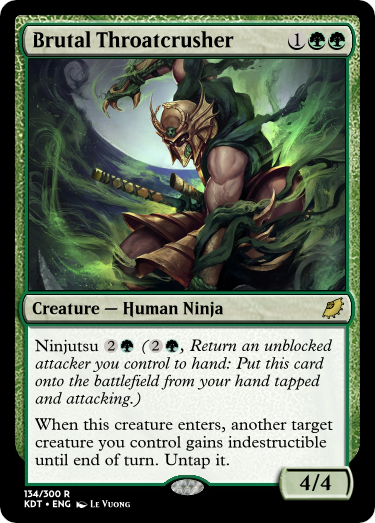 Brutal Throatcrusher 1
Creature — Human Ninja
Ninjutsu 2 (2, Return an unblocked
attacker you control to hand: Put this card
onto the battlefield from your hand tapped
and attacking.)
When this creature enters, another target
creature you control gains indestructible
until end of turn. Untap it.
4/4
134/300 R
KDT • ENG Le Vuong